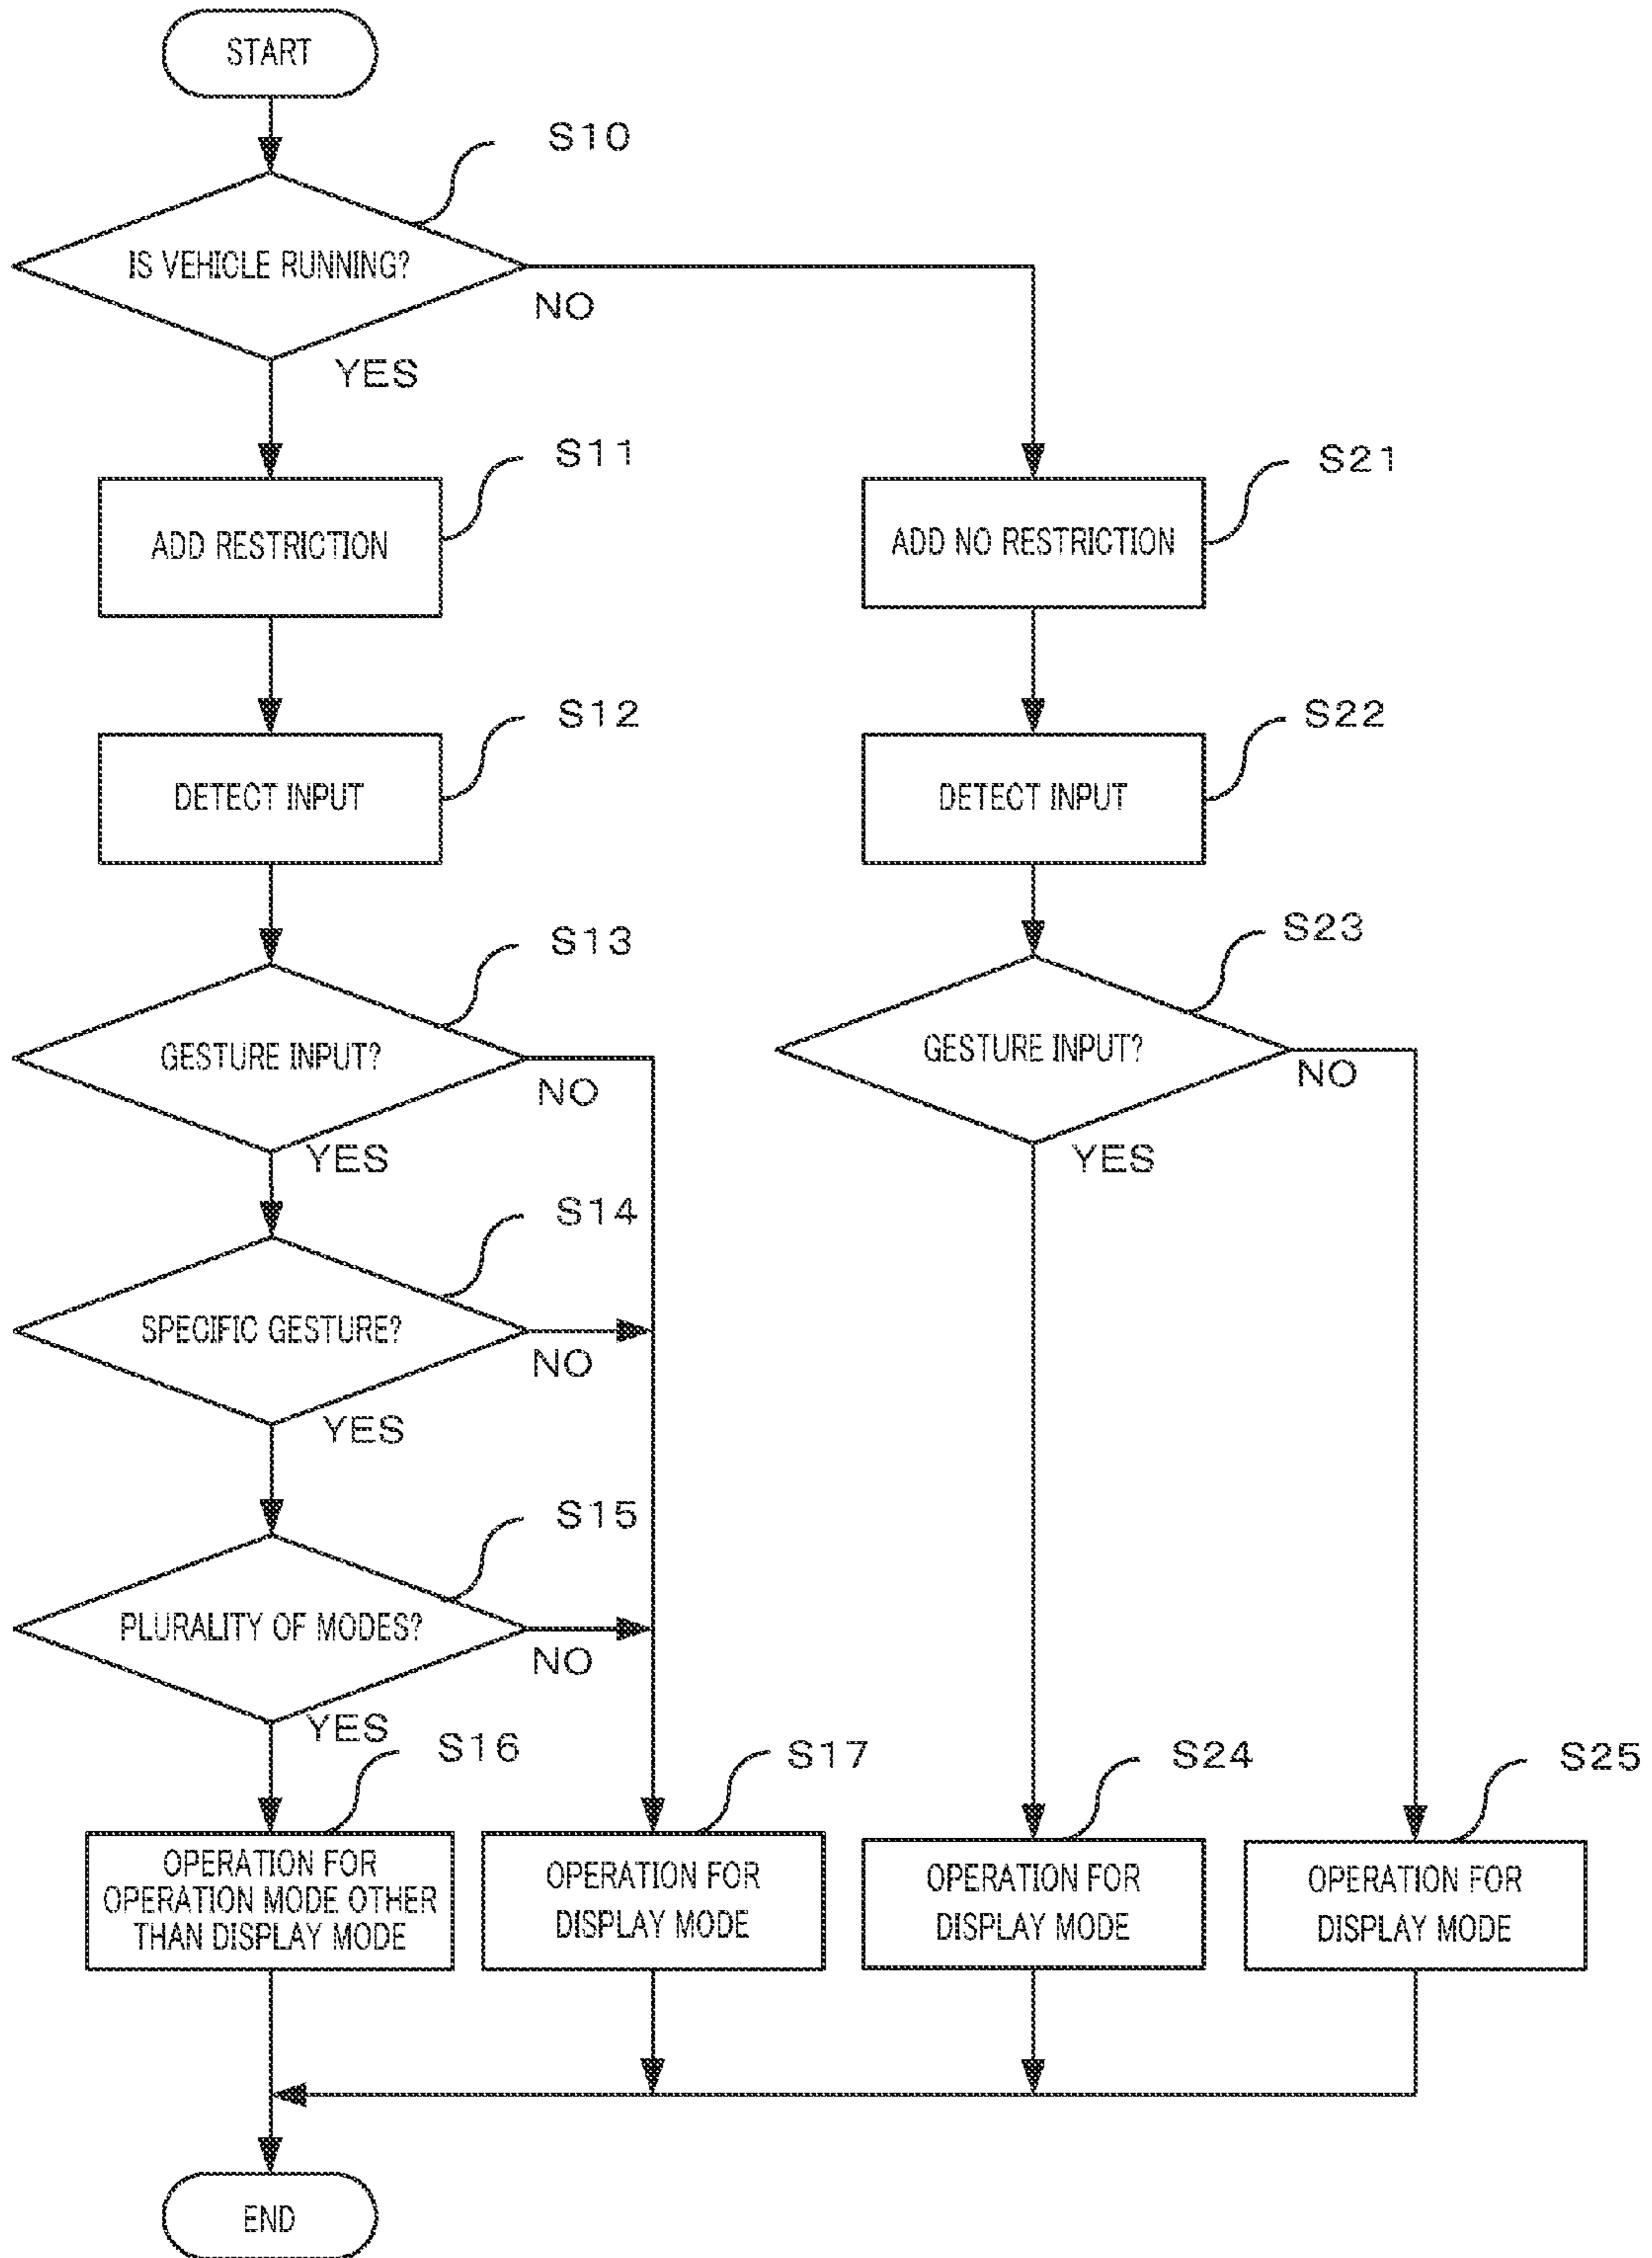 START
S10
IS VEHICLE RUNNING?
NO
YES
S11
S21
ADD RESTRICTION
ADD NO RESTRICTION
S12
S22
DETECT INPUT
DETECT INPUT
S13
S23
GESTURE INPUT?
GESTURE INPUT?
NO
NO
YES
YES
S14
SPECIFIC GESTURE?
NO
YES
S15
PLURALITY OF MODES?
NO
YES
S16
S17
S24
S25
OPERATION FOR
OPERATION MODE OTHER
THAN DISPLAY MODE
OPERATION FOR
DISPLAY MODE
OPERATION FOR
DISPLAY MODE
OPERATION FOR
DISPLAY MODE
END